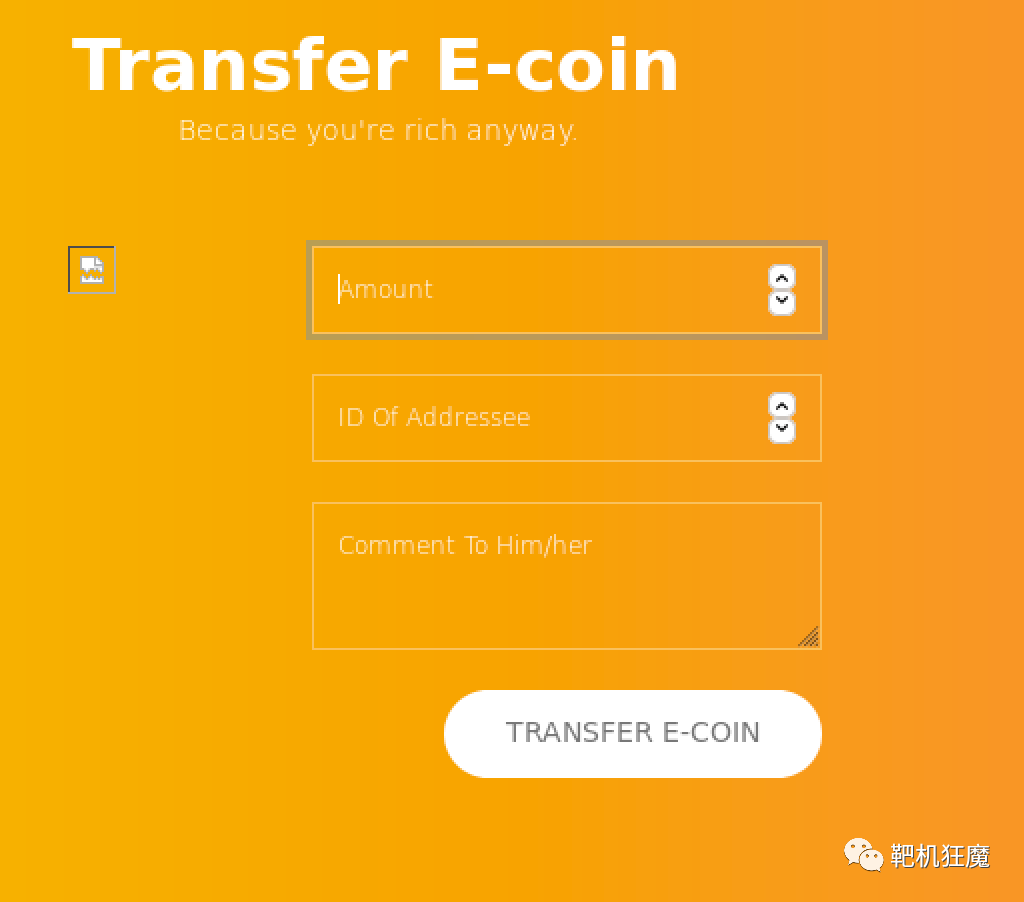 Transfer E-coin
Because you're rich anyway.
Amount
ID Of Addressee
Comment To Him/her
TRANSFER E-COIN
靶机狂魔